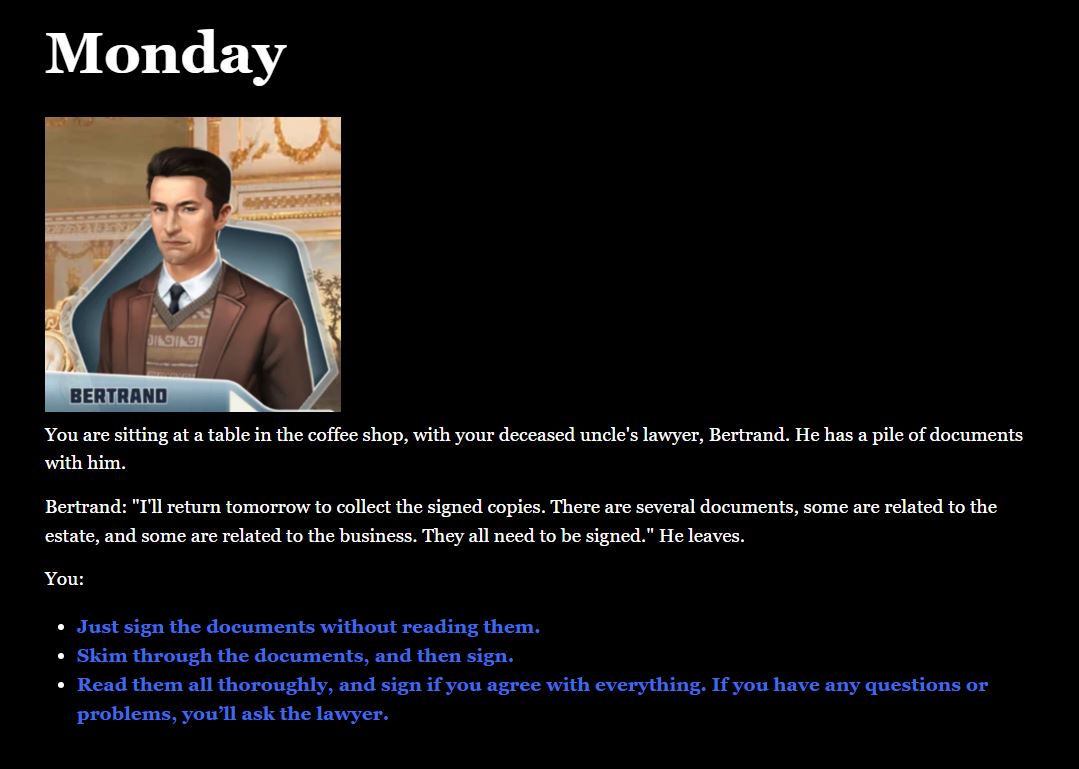 Monday
BERTRAND
You are sitting at a table in the coffee shop, with your deceased uncle's lawyer, Bertrand. He has a pile of documents
with him.
Bertrand: "I'll return tomorrow to collect the signed copies. There are several documents, some are related to the
estate, and some are related to the business. They all need to be signed." He leaves.
You:
• Just sign the documents without reading them.
• Skim through the documents, and then sign.
• Read them all thoroughly, and sign if you agree with everything. If you have any questions or
problems, you’ll ask the lawyer.